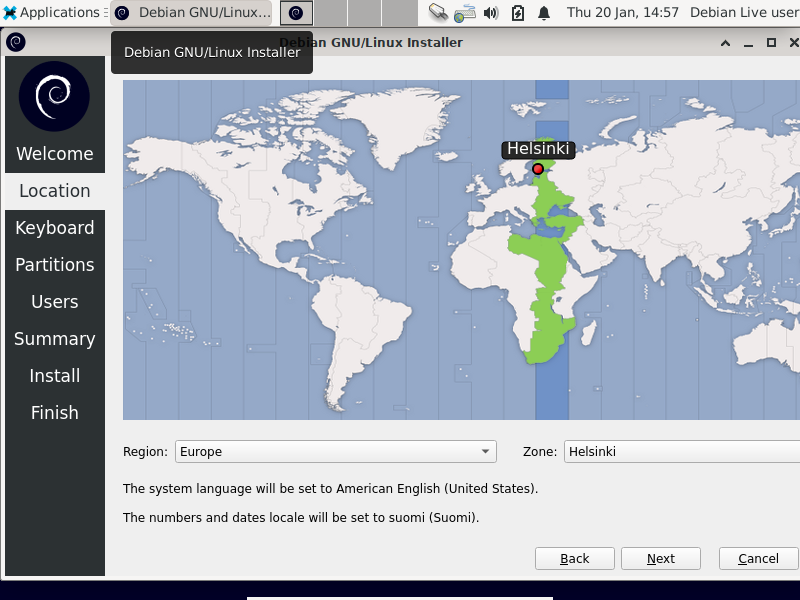 Applications
Debian GNU/Linux...
Thu 20 Jan, 14:57
Debian Live user
Debian GNU/Linux Installer
Debian GNU/Linux Installer
Welcome
Location
Keyboard
Partitions
Users
Summary
Install
Finish
Helsinki
Region: Europe
Zone: Helsinki
The system language will be set to American English (United States).
The numbers and dates locale will be set to suomi (Suomi).
Back
Next
Cancel